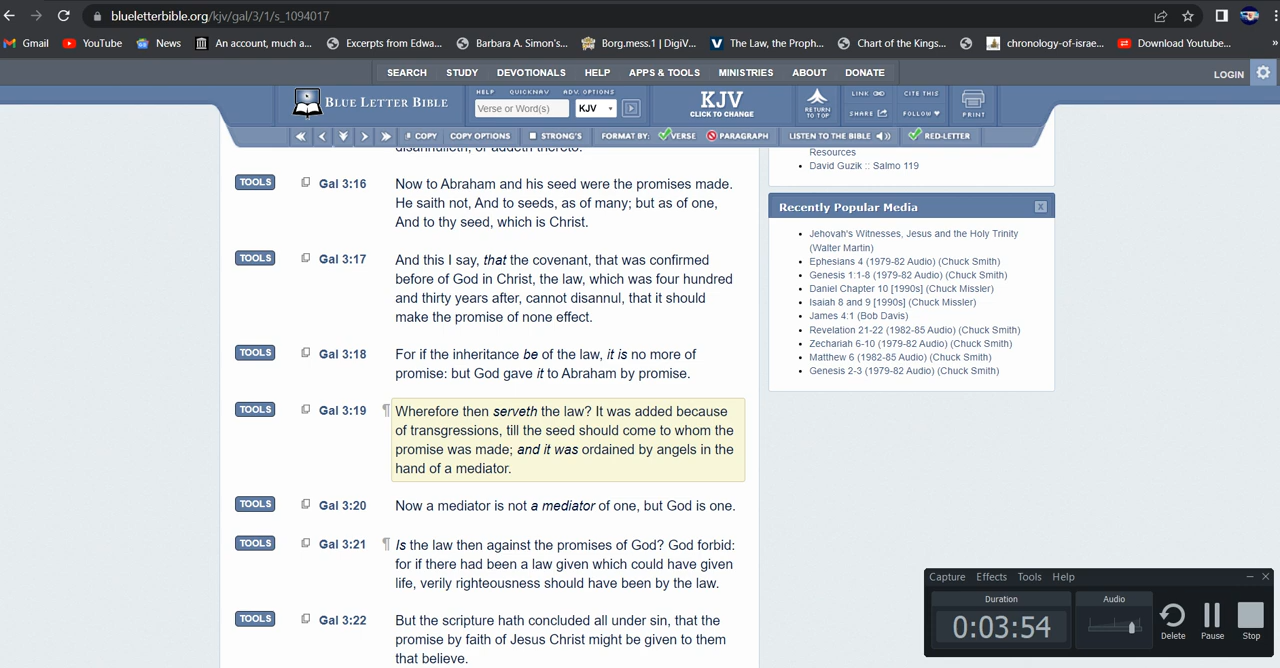 blueletterbible.org/kjv/gal/3/1/s_1094017
Gmail YouTube News An account, much a... Excerpts from Edwa... Barbara A. Simon's... Borg.mess.1 | DigiV... The Law, the Proph... Chart of the Kings... chronology-of-israe... Download Youtube... »
SEARCH STUDY DEVOTIONALS HELP APPS & TOOLS MINISTRIES ABOUT DONATE LOGIN
BLUE LETTER BIBLE
HELP QUICKNAV ADV. OPTIONS
Verse or Word(s) KJV
KJV
CLICK TO CHANGE
RETURN
TO TOP
LINK CITE THIS
SHARE FOLLOW
PRINT
COPY COPY OPTIONS STRONG'S FORMAT BY: VERSE PARAGRAPH LISTEN TO THE BIBLE RED-LETTER
disannulleth, or addeth thereto.
TOOLS Gal 3:16 Now to Abraham and his seed were the promises made.
He saith not, And to seeds, as of many; but as of one,
And to thy seed, which is Christ.
TOOLS Gal 3:17 And this I say, that the covenant, that was confirmed
before of God in Christ, the law, which was four hundred
and thirty years after, cannot disannul, that it should
make the promise of none effect.
TOOLS Gal 3:18 For if the inheritance be of the law, it is no more of
promise: but God gave it to Abraham by promise.
TOOLS Gal 3:19 ¶ Wherefore then serveth the law? It was added because
of transgressions, till the seed should come to whom the
promise was made; and it was ordained by angels in the
hand of a mediator.
TOOLS Gal 3:20 Now a mediator is not a mediator of one, but God is one.
TOOLS Gal 3:21 ¶ Is the law then against the promises of God? God forbid:
for if there had been a law given which could have given
life, verily righteousness should have been by the law.
TOOLS Gal 3:22 But the scripture hath concluded all under sin, that the
promise by faith of Jesus Christ might be given to them
that believe.
Resources
David Guzik :: Salmo 119
Recently Popular Media X
Jehovah's Witnesses, Jesus and the Holy Trinity
(Walter Martin)
Ephesians 4 (1979-82 Audio) (Chuck Smith)
Genesis 1:1-8 (1979-82 Audio) (Chuck Smith)
Daniel Chapter 10 [1990s] (Chuck Missler)
Isaiah 8 and 9 [1990s] (Chuck Missler)
James 4:1 (Bob Davis)
Revelation 21-22 (1982-85 Audio) (Chuck Smith)
Zechariah 6-10 (1979-82 Audio) (Chuck Smith)
Matthew 6 (1982-85 Audio) (Chuck Smith)
Genesis 2-3 (1979-82 Audio) (Chuck Smith)
Capture Effects Tools Help
Duration Audio
0:03:54
Delete Pause Stop